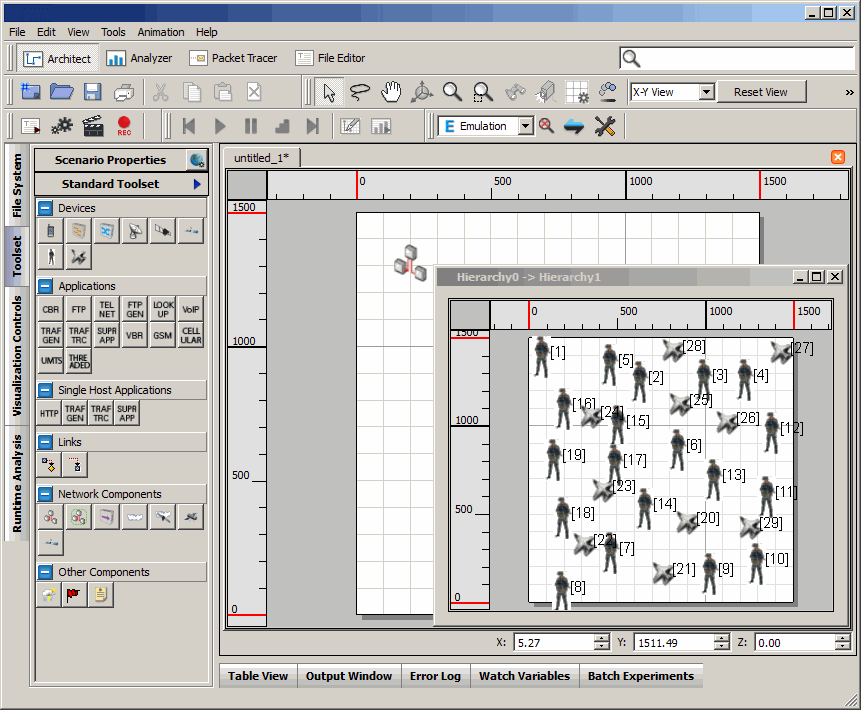 File Edit View Tools Animation Help
Architect Analyzer Packet Tracer File Editor
X-Y View Reset View »
REC E Emulation
File System
Toolset
Visualization Controls
Runtime Analysis
Scenario Properties
Standard Toolset
Devices
Applications
CBR FTP TEL NET FTP GEN LOOK UP VoIP
TRAF GEN TRAF TRC SUPR APP VBR GSM CELL ULAR
UMTS THRE ADED
Single Host Applications
HTTP TRAF GEN TRAF TRC SUPR APP
Links
Network Components
Other Components
untitled_1*
0 500 1000 1500
1500
1000
500
0
Hierarchy0 -> Hierarchy1
0 500 1000 1500
1500
1000
500
0
[1] [5] [28] [27]
[2] [3] [4]
[16] [24] [15] [25] [26] [12]
[19] [17] [6] [13]
[23] [14] [11]
[18] [20] [29]
[22] [7] [10]
[8] [21] [9]
X: 5.27 Y: 1511.49 Z: 0.00
Table View Output Window Error Log Watch Variables Batch Experiments